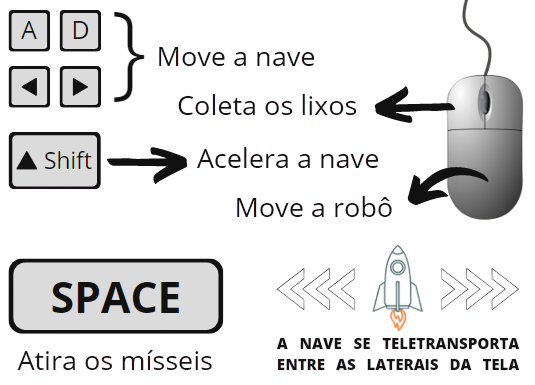 A D
Move a nave
Coleta os lixos
Shift
Acelera a nave
Move a robô
SPACE
Atira os mísseis
A NAVE SE TELETRANSPORTA
ENTRE AS LATERAIS DA TELA